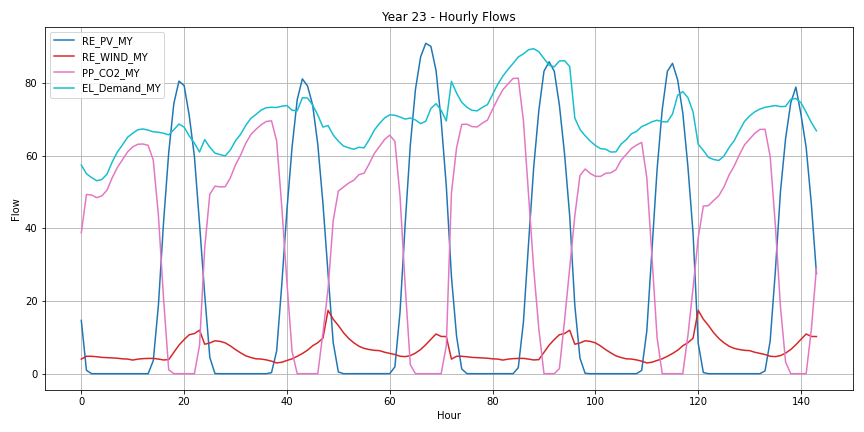 Year 23 - Hourly Flows
RE_PV_MY
RE_WIND_MY
PP_CO2_MY
EL_Demand_MY
Flow
80
60
40
20
0
0
20
40
60
80
100
120
140
Hour